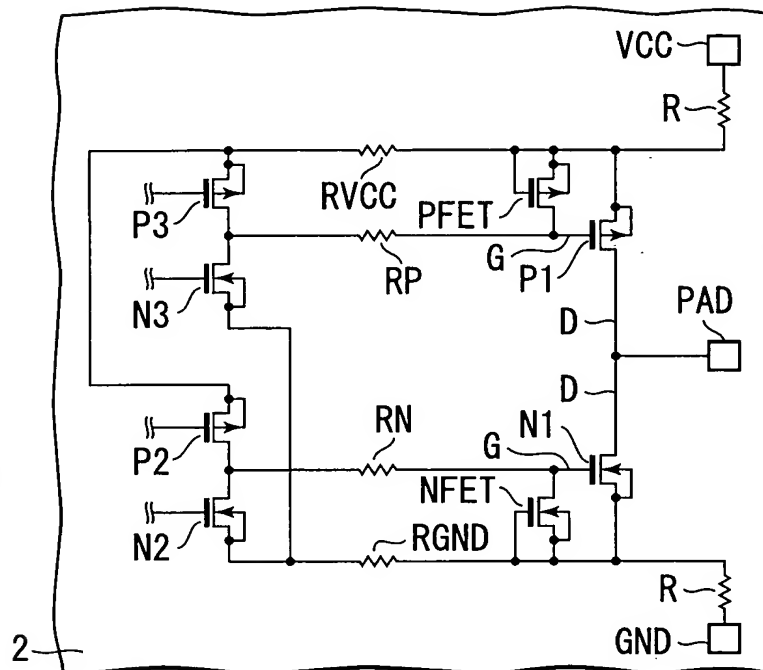 VCC
R
P3
RVCC
PFET
G
P1
RP
N3
D
PAD
D
P2
RN
N1
G
NFET
N2
RGND
R
2
GND